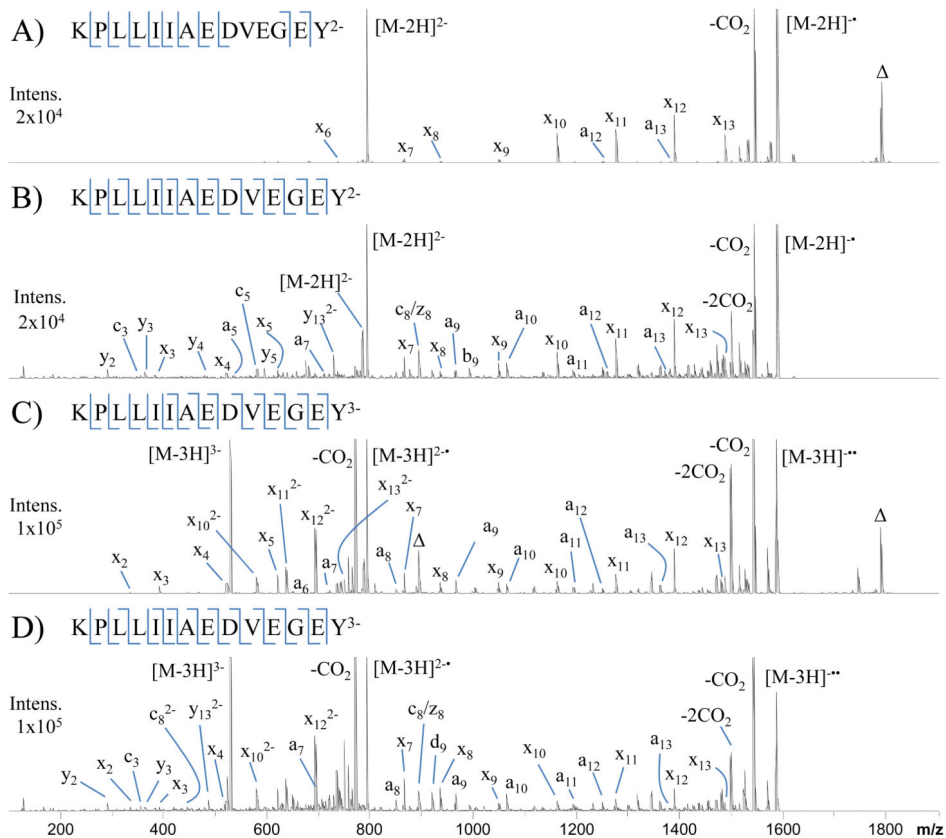 A) KPLLIIAEDVEGEY2-
[M-2H]2-
-CO2
[M-2H]-•
Δ
Intens.
2x10^4
x6
x7
x8
x9
x10
a12
x11
a13
x12
x13
B) KPLLIIAEDVEGEY2-
[M-2H]2-
-CO2
[M-2H]-•
Intens.
2x10^4
[M-2H]2-
-2CO2
y2
c3
y3
x3
y4
x4
a5
c5
x5
y5
a7
y13 2-
c8/z8
x7
x8
a9
b9
x9
a10
x10
a11
a12
x11
a13
x12
x13
C) KPLLIIAEDVEGEY3-
[M-3H]3-
-CO2
[M-3H]2-•
-CO2
-2CO2
[M-3H]-••
Δ
Δ
Intens.
1x10^5
x2
x3
x4
x10 2-
x5
x11 2-
a6
x12 2-
a7
x13 2-
a8
x7
x8
a9
x9
a10
x10
a11
a12
x11
a13
x12
x13
D) KPLLIIAEDVEGEY3-
[M-3H]3-
-CO2
[M-3H]2-•
-CO2
-2CO2
[M-3H]-••
Intens.
1x10^5
y2
x2
c3
y3
x3
c8 2-
y13 2-
x4
x10 2-
a7
x12 2-
a8
x7
c8/z8
d9
x8
a9
x9
a10
x10
a11
a12
x11
a13
x12
x13
200 400 600 800 1000 1200 1400 1600 1800 m/z